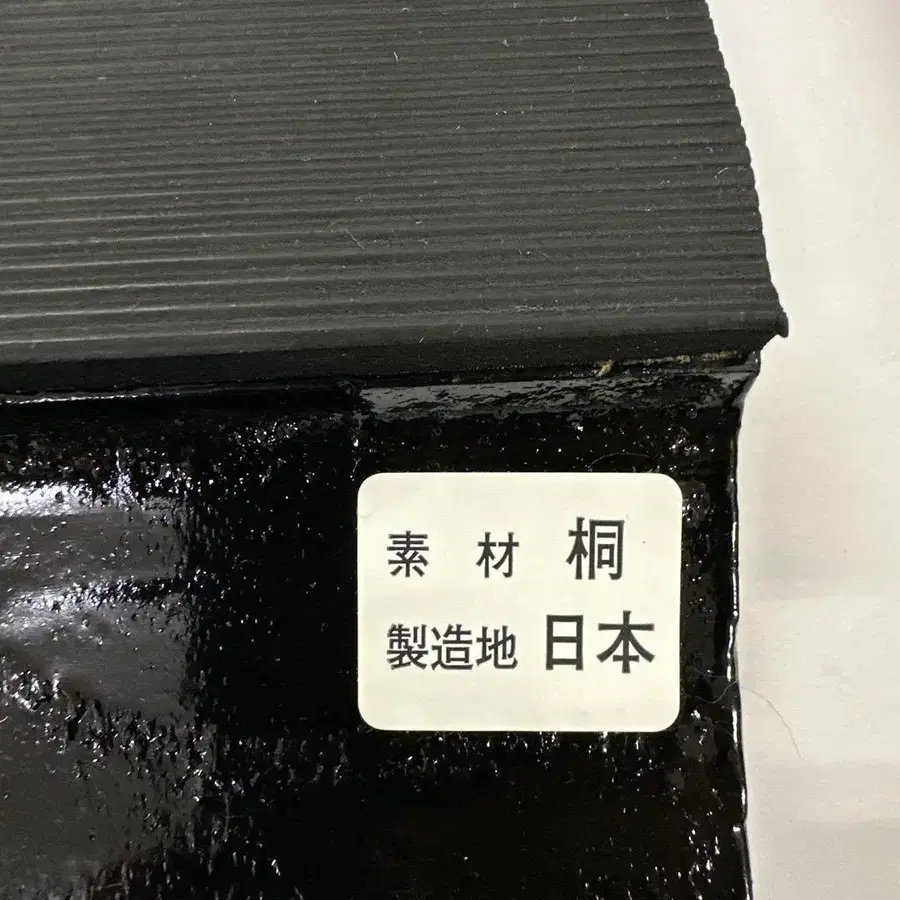 素 材 桐
製造地 日本